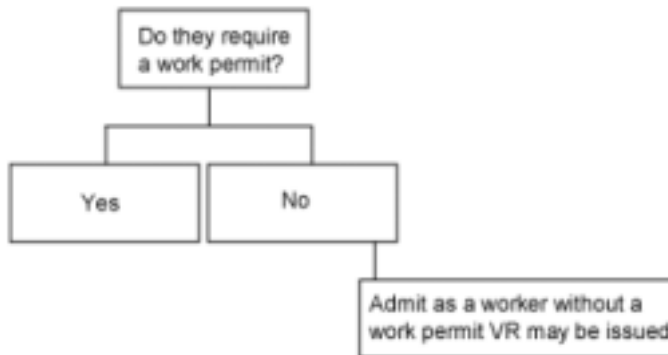 Do they require
a work permit?
Yes
No
Admit as a worker without a
work permit VR may be issued